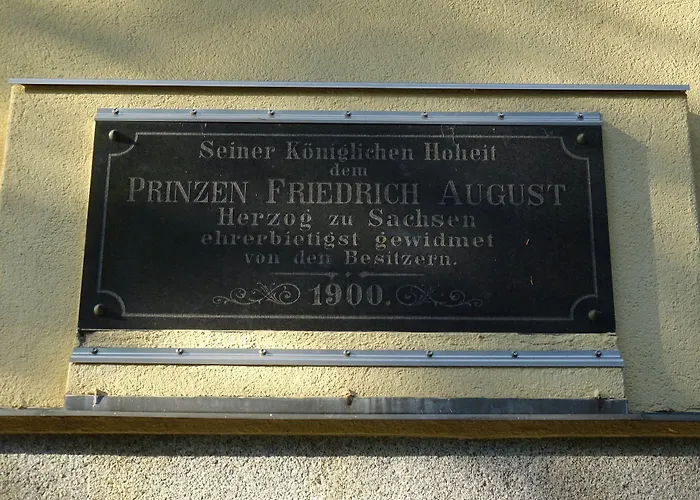 Seiner Königlichen Hoheit
dem
PRINZEN FRIEDRICH AUGUST
Herzog zu Sachsen
ehrerbietigst gewidmet
von den Besitzern.
1900.